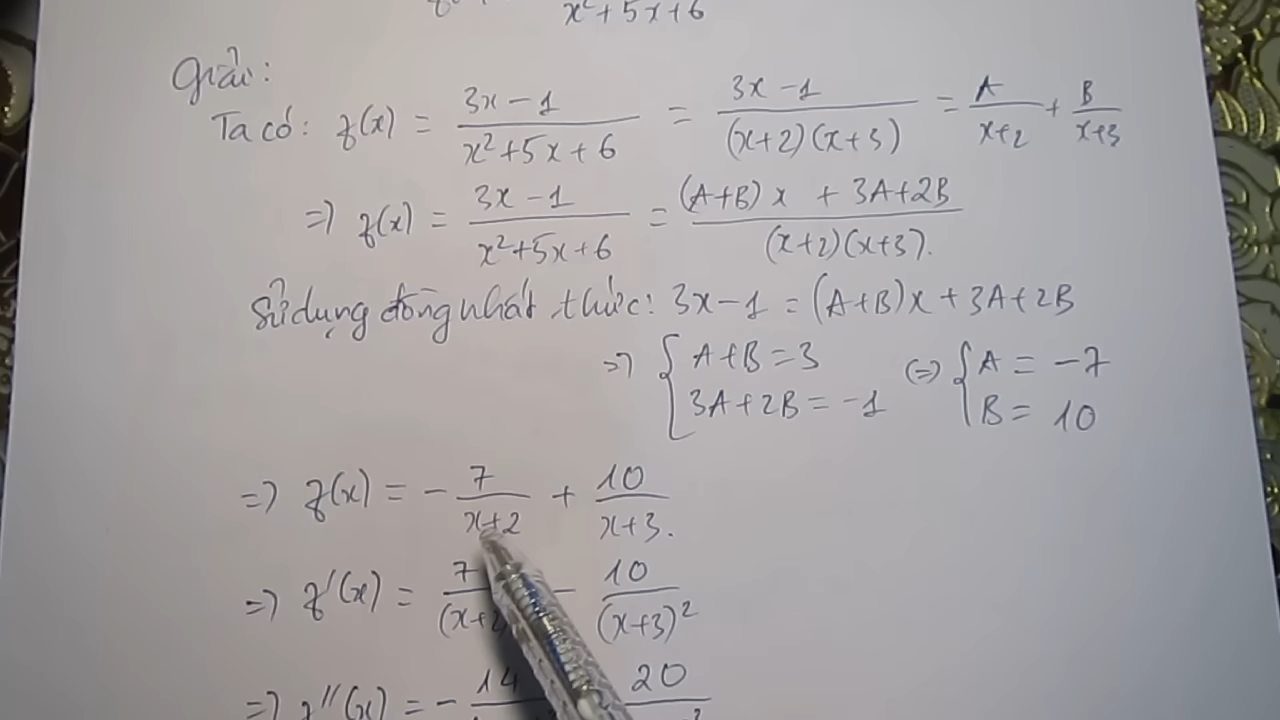 x²+5x+6
Giải:
Ta có: f(x) = (3x-1)/(x²+5x+6) = (3x-1)/((x+2)(x+3)) = A/(x+2) + B/(x+3)
=> f(x) = (3x-1)/(x²+5x+6) = ((A+B)x + 3A+2B)/((x+2)(x+3)).
Sử dụng đồng nhất thức: 3x-1 = (A+B)x + 3A+2B
=> { A+B=3 (=) { A = -7
3A+2B = -1 B = 10
=> f(x) = - 7/(x+2) + 10/(x+3).
=> f'(x) = 7/(x+2 - 10/(x+3)²
=> f''(x) = - 14 20